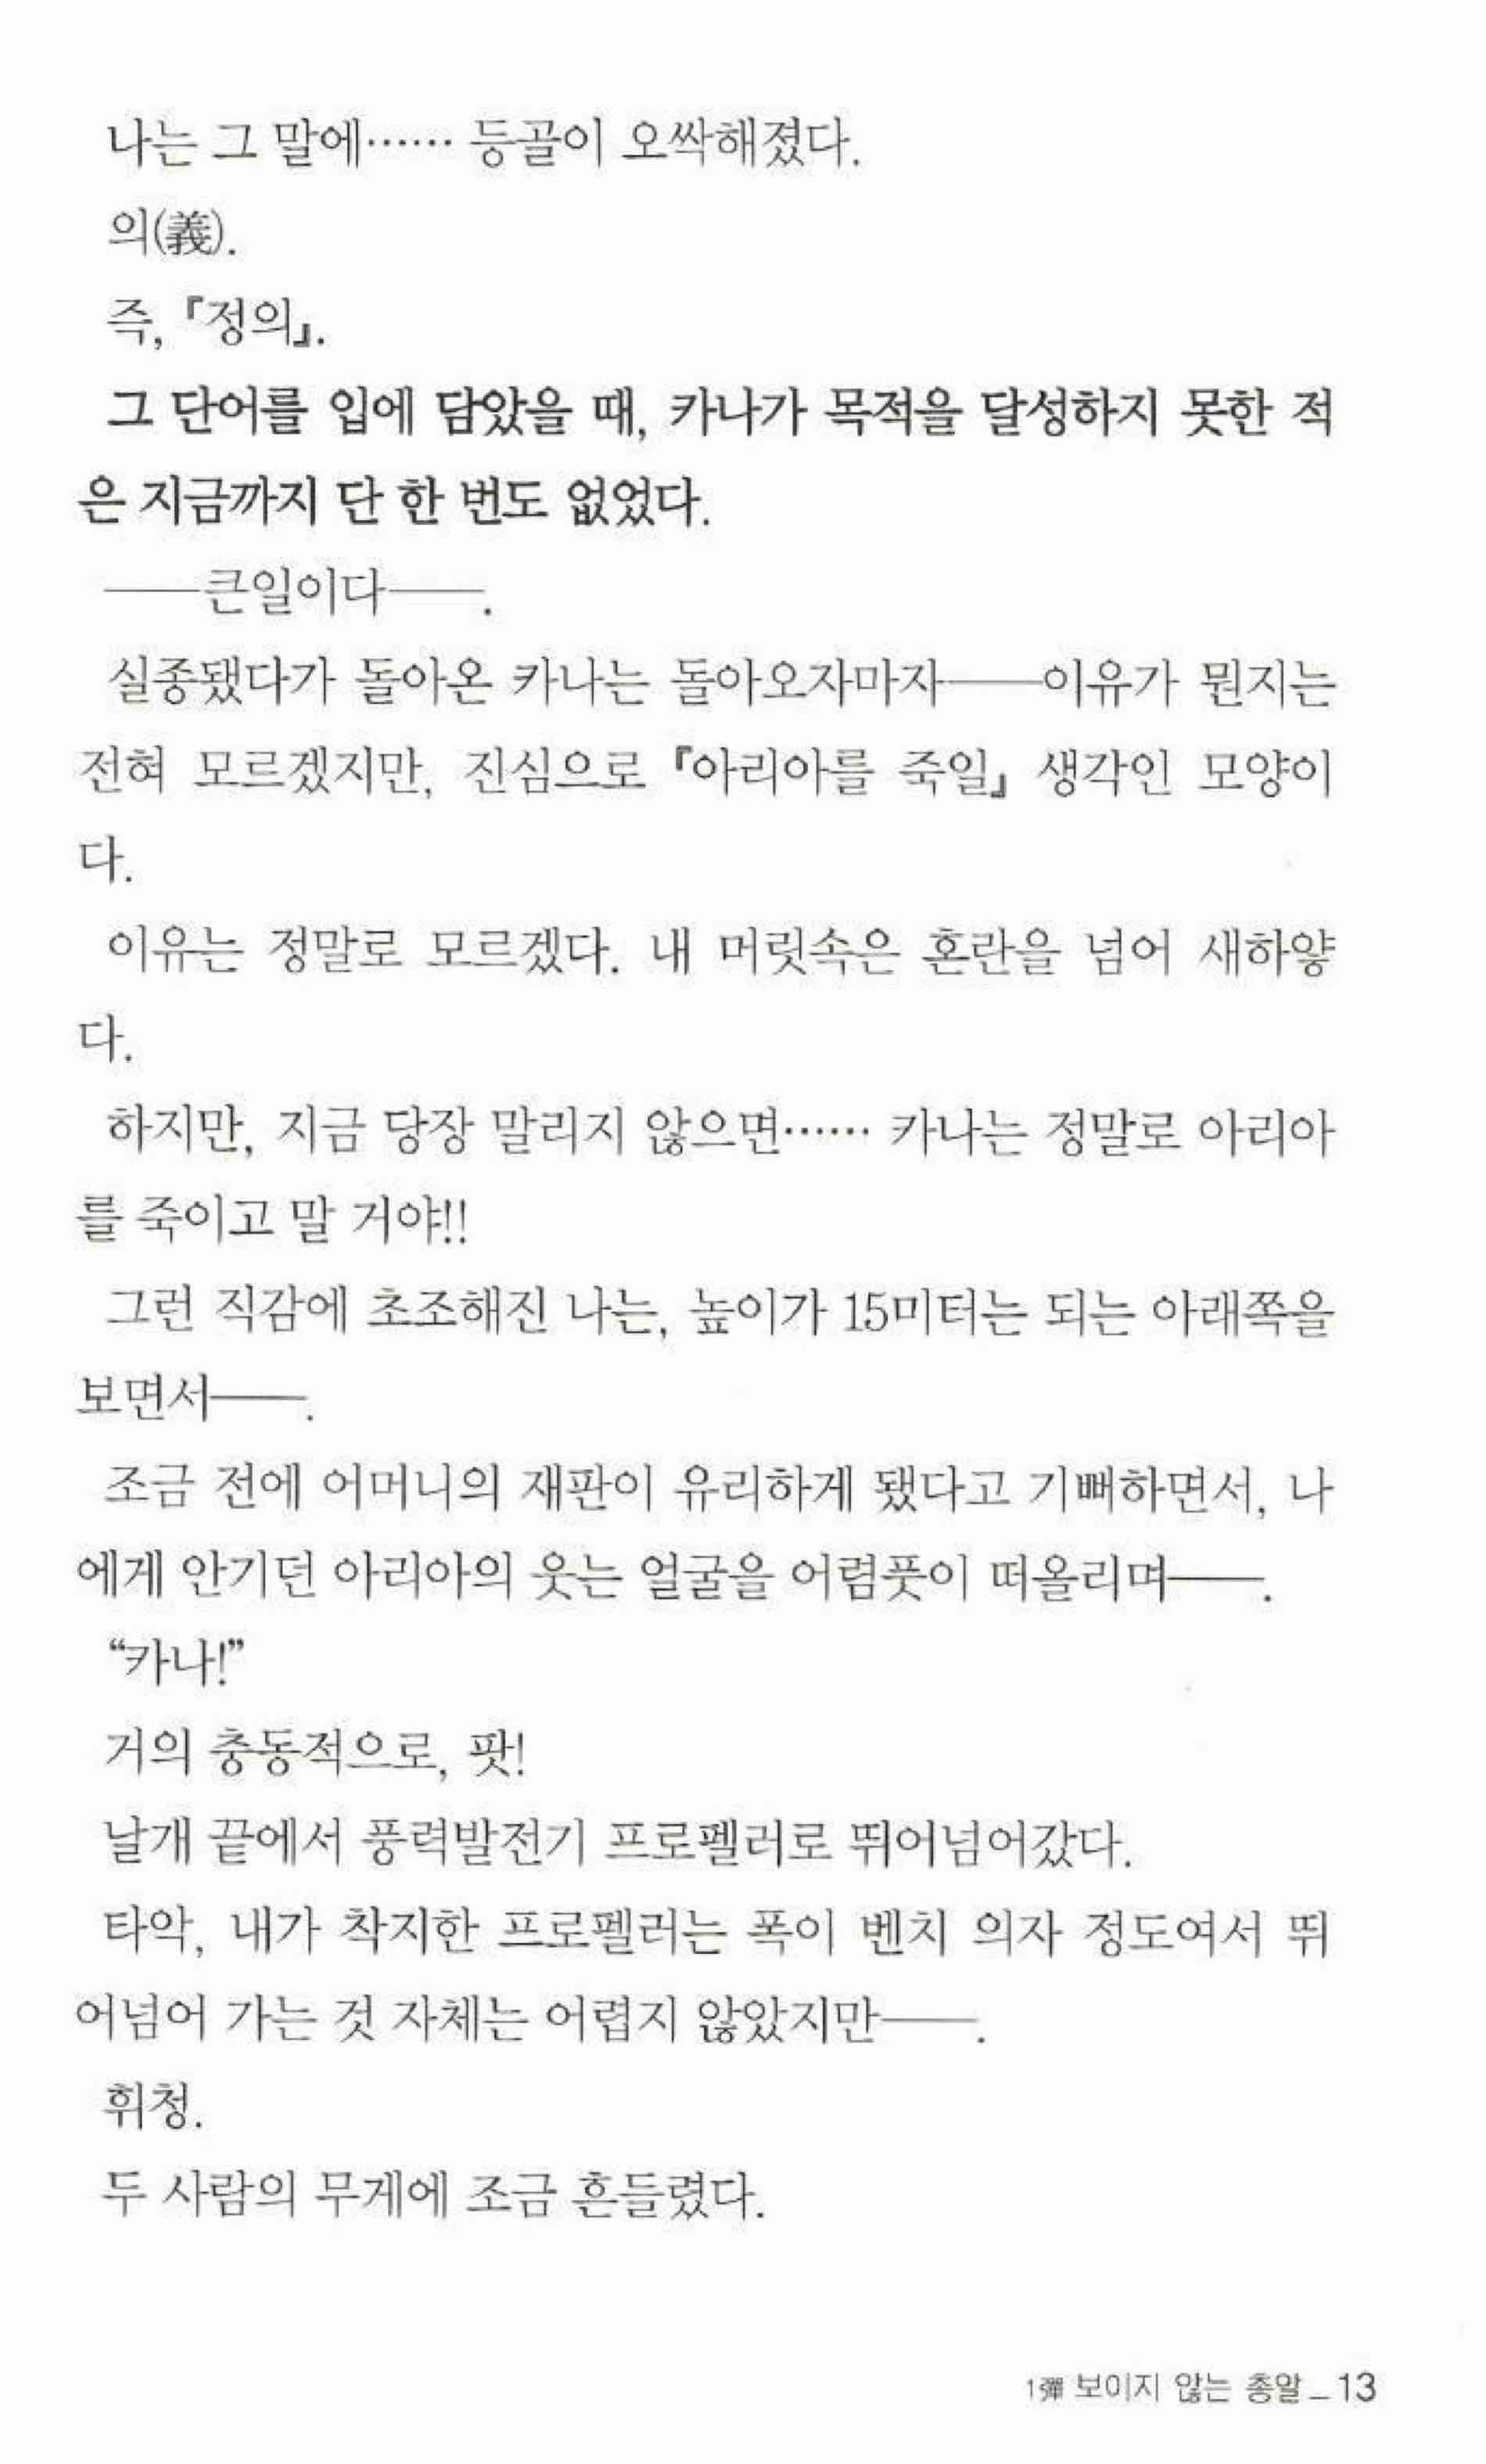 나는 그 말에…… 등골이 오싹해졌다.
의(義).
즉, 『정의』.
그 단어를 입에 담았을 때, 카나가 목적을 달성하지 못한 적
은 지금까지 단 한 번도 없었다.
──큰일이다──.
실종됐다가 돌아온 카나는 돌아오자마자──이유가 뭔지는
전혀 모르겠지만, 진심으로 『아리아를 죽일』 생각인 모양이
다.
이유는 정말로 모르겠다. 내 머릿속은 혼란을 넘어 새하얗
다.
하지만, 지금 당장 말리지 않으면…… 카나는 정말로 아리아
를 죽이고 말 거야!!
그런 직감에 초조해진 나는, 높이가 15미터는 되는 아래쪽을
보면서──.
조금 전에 어머니의 재판이 유리하게 됐다고 기뻐하면서, 나
에게 안기던 아리아의 웃는 얼굴을 어렴풋이 떠올리며──.
“카나!”
거의 충동적으로, 팟!
날개 끝에서 풍력발전기 프로펠러로 뛰어넘어갔다.
타악, 내가 착지한 프로펠러는 폭이 벤치 의자 정도여서 뛰
어넘어 가는 것 자체는 어렵지 않았지만──.
휘청.
두 사람의 무게에 조금 흔들렸다.
1彈 보이지 않는 총알_13